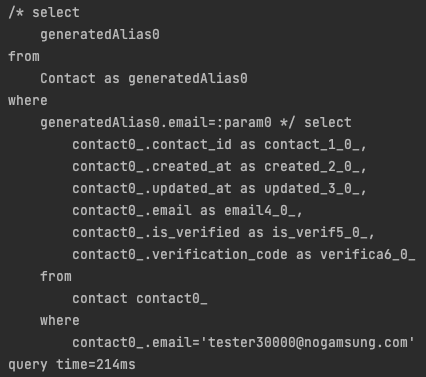 /* select
generatedAlias0
from
Contact as generatedAlias0
where
generatedAlias0.email=:param0 */ select
contact0_.contact_id as contact_1_0_,
contact0_.created_at as created_2_0_,
contact0_.updated_at as updated_3_0_,
contact0_.email as email4_0_,
contact0_.is_verified as is_verif5_0_,
contact0_.verification_code as verifica6_0_
from
contact contact0_
where
contact0_.email='tester30000@nogamsung.com'
query time=214ms